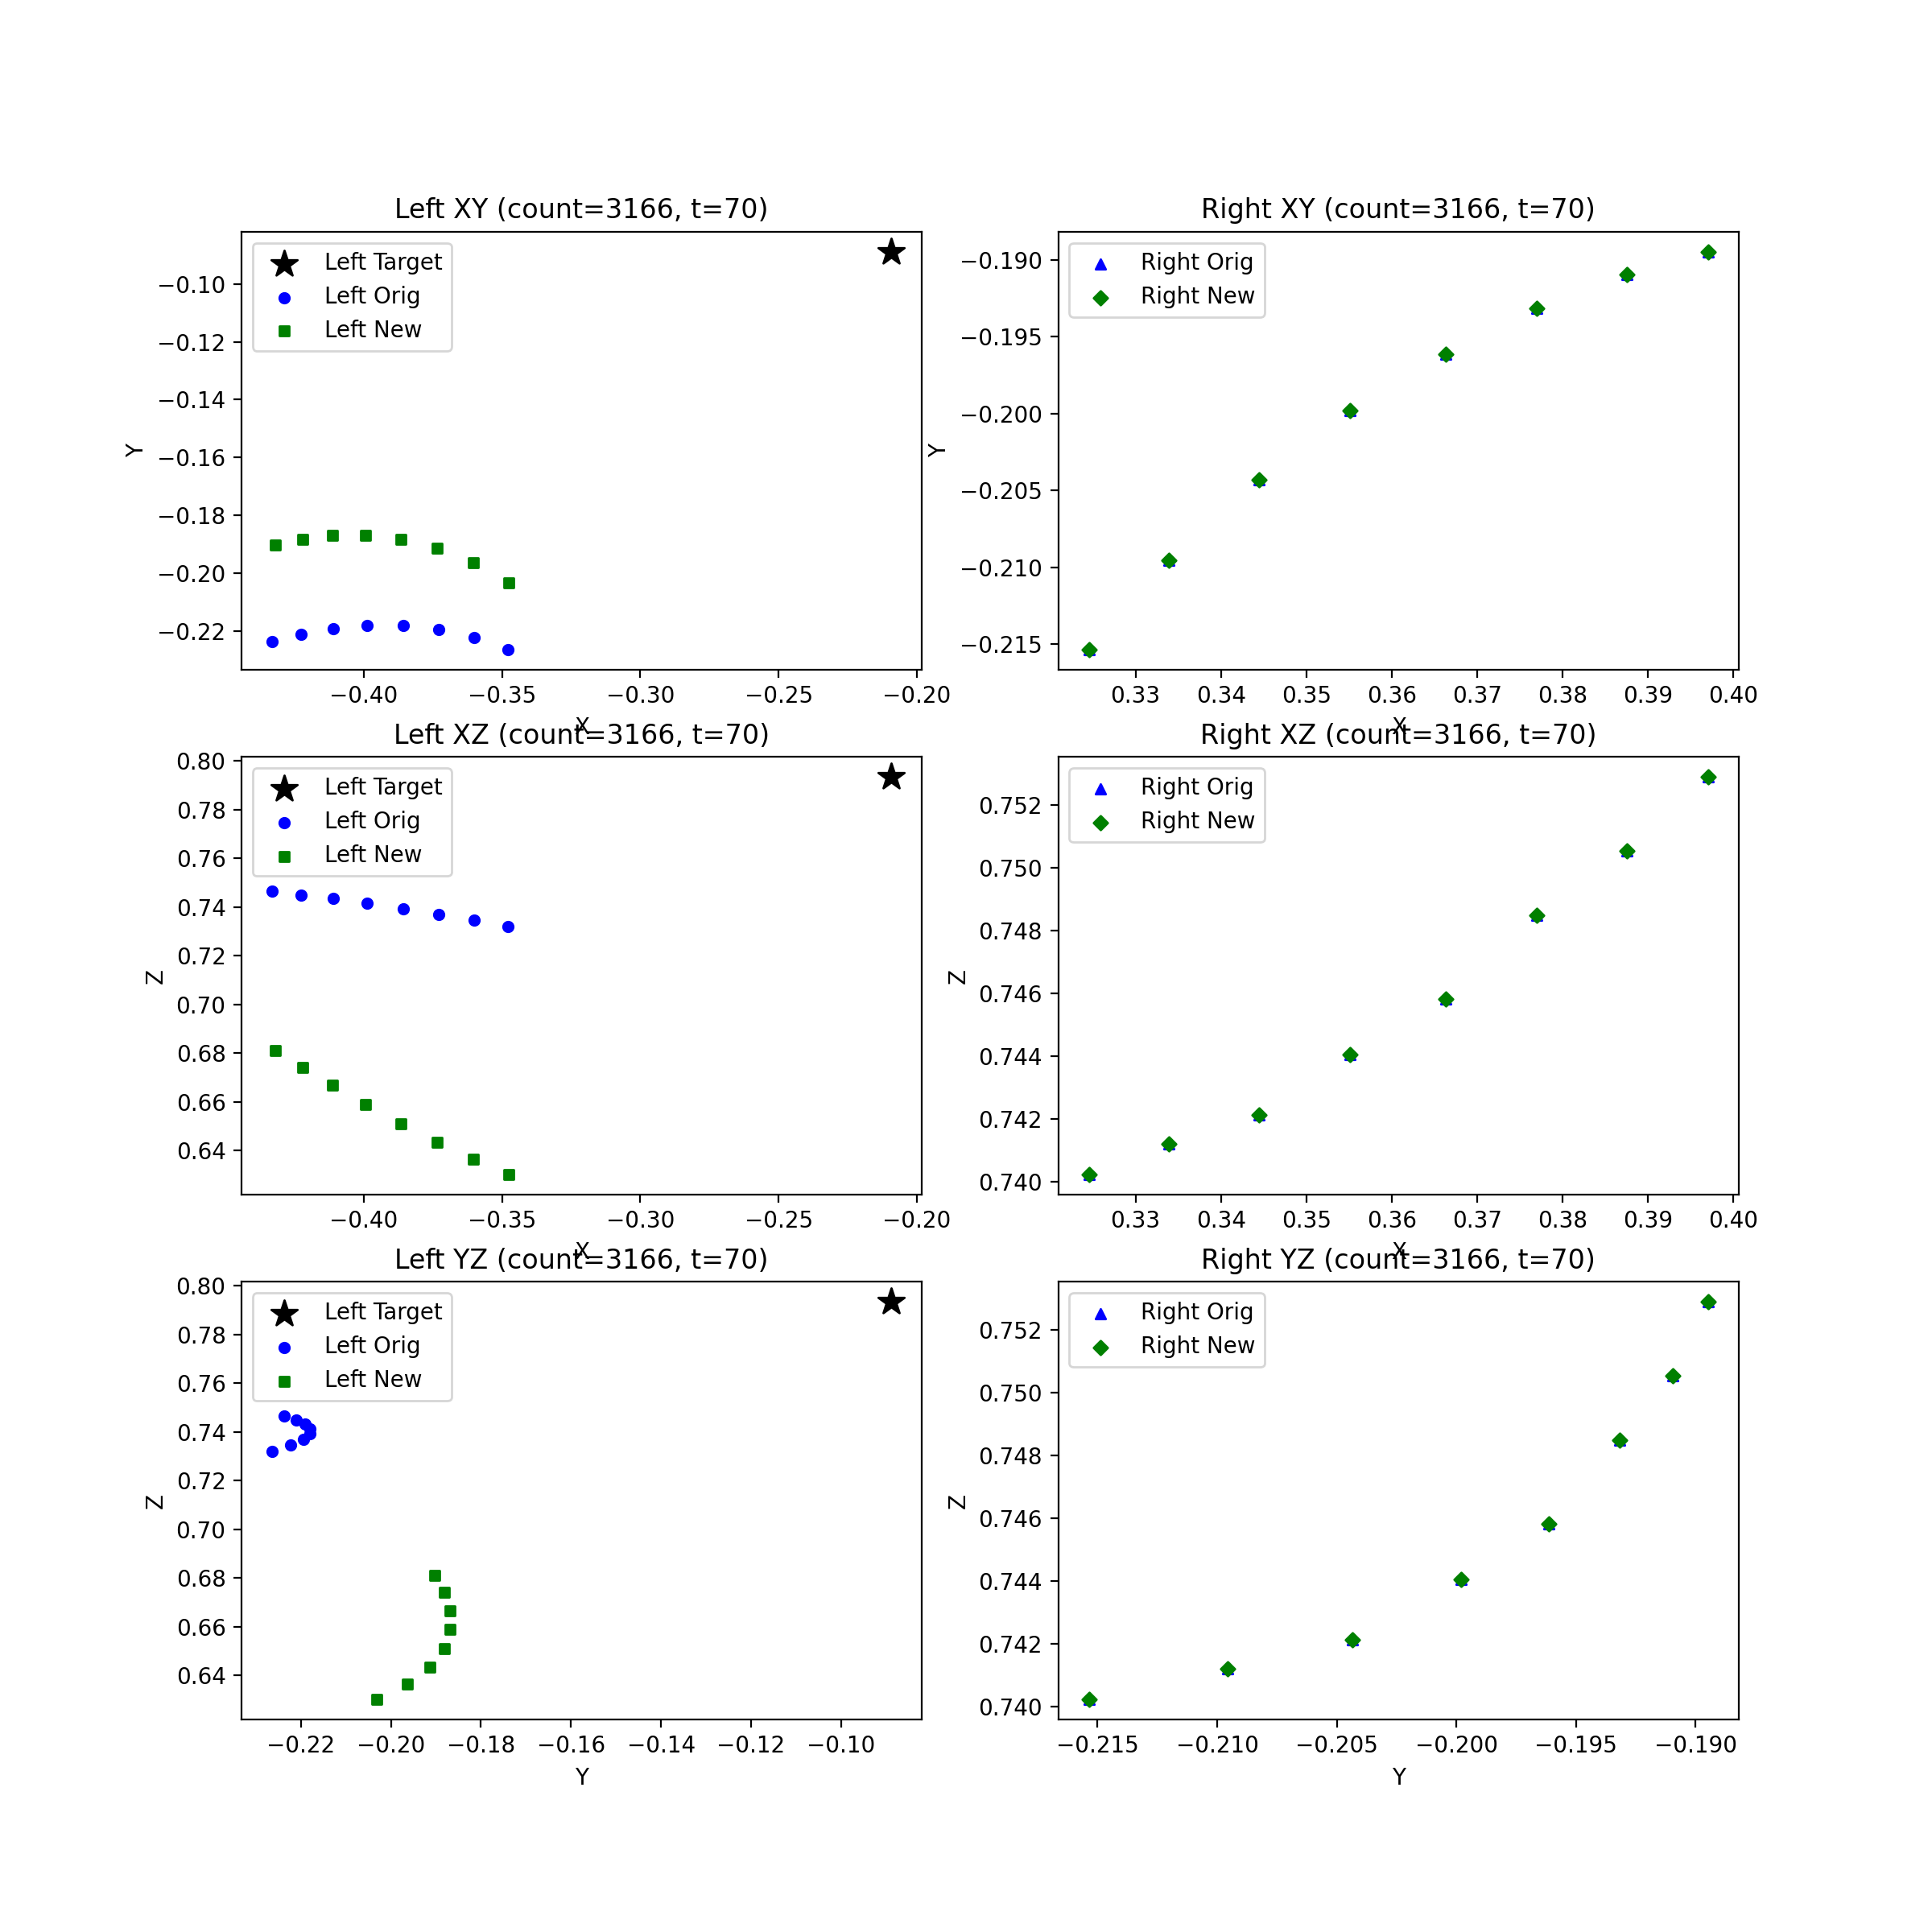 Left XY (count=3166, t=70)
Left Target
Left Orig
Left New
Y
−0.10
−0.12
−0.14
−0.16
−0.18
−0.20
−0.22
−0.40 −0.35 −0.30 −0.25 −0.20
X
Right XY (count=3166, t=70)
Right Orig
Right New
Y
−0.190
−0.195
−0.200
−0.205
−0.210
−0.215
0.33 0.34 0.35 0.36 0.37 0.38 0.39 0.40
X
Left XZ (count=3166, t=70)
Left Target
Left Orig
Left New
Z
0.80
0.78
0.76
0.74
0.72
0.70
0.68
0.66
0.64
−0.40 −0.35 −0.30 −0.25 −0.20
X
Right XZ (count=3166, t=70)
Right Orig
Right New
Z
0.752
0.750
0.748
0.746
0.744
0.742
0.740
0.33 0.34 0.35 0.36 0.37 0.38 0.39 0.40
X
Left YZ (count=3166, t=70)
Left Target
Left Orig
Left New
Z
0.80
0.78
0.76
0.74
0.72
0.70
0.68
0.66
0.64
−0.22 −0.20 −0.18 −0.16 −0.14 −0.12 −0.10
Y
Right YZ (count=3166, t=70)
Right Orig
Right New
Z
0.752
0.750
0.748
0.746
0.744
0.742
0.740
−0.215 −0.210 −0.205 −0.200 −0.195 −0.190
Y